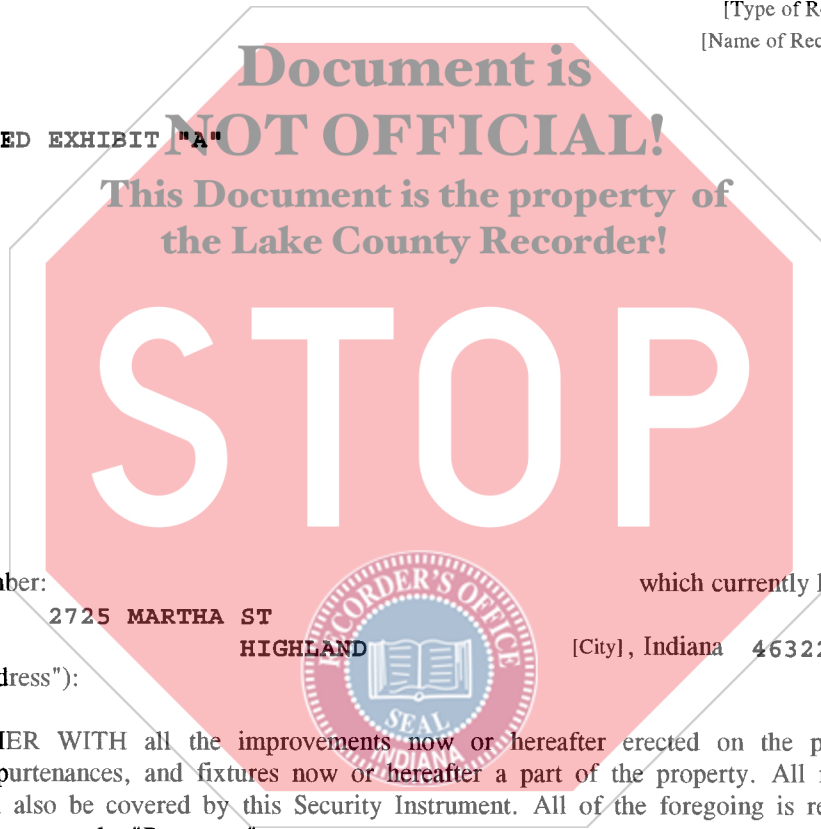 [Type of R
[Name of Rec
Document is
NOT OFFICIAL!
ED EXHIBIT "A"
This Document is the property of
the Lake County Recorder!
STOP
ber: which currently
2725 MARTHA ST
HIGHLAND [City], Indiana 46322
dress"):
RECORDER'S OFFICE
SEAL
INDIANA
ER WITH all the improvements now or hereafter erected on the p
purtenances, and fixtures now or hereafter a part of the property. All
also be covered by this Security Instrument. All of the foregoing is re